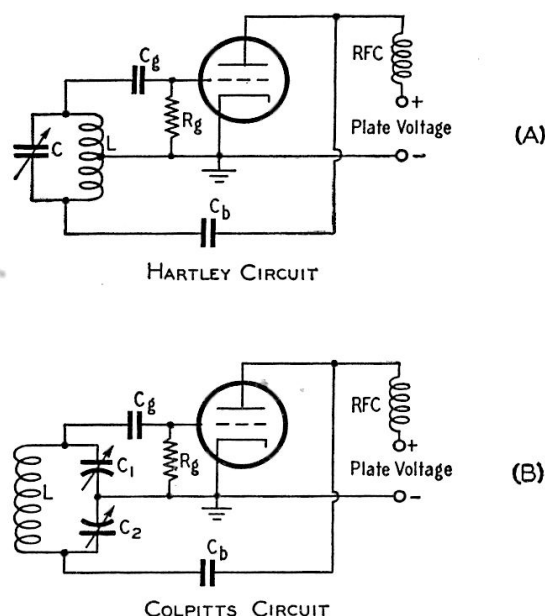 Cg
RFC
+
C
L
Rg
Plate Voltage
(A)
-
Cb
HARTLEY CIRCUIT
Cg
RFC
+
L
C1
Rg
Plate Voltage
(B)
-
C2
Cb
COLPITTS CIRCUIT